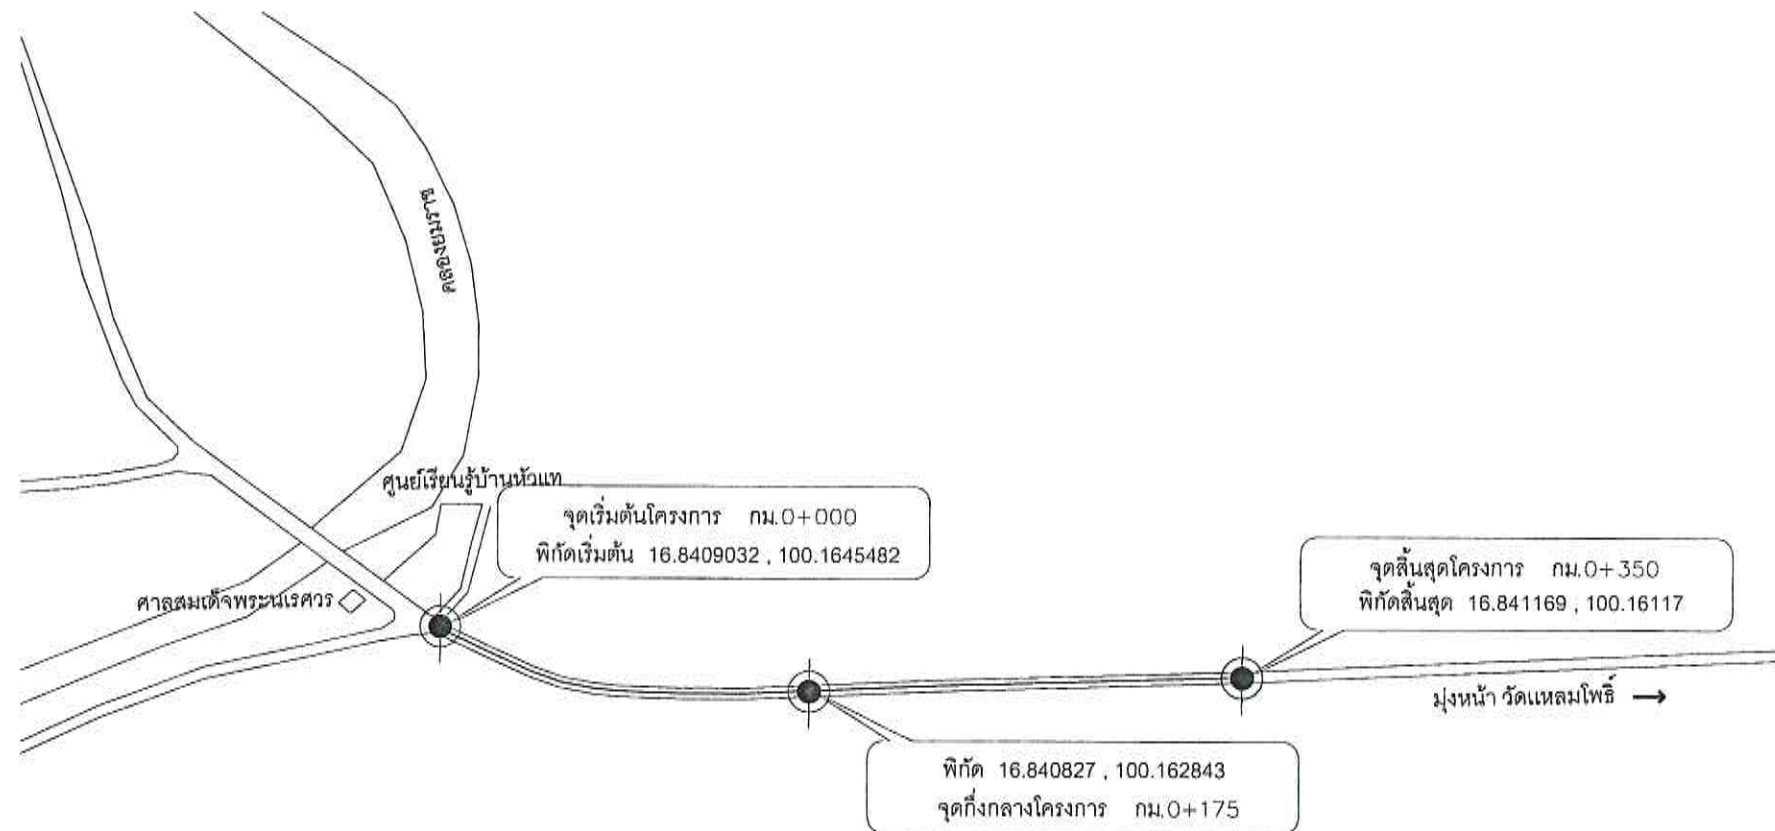 คลองยมราช
ศูนย์เรียนรู้บ้านหัวแท
จุดเริ่มต้นโครงการ กม.0+000
พิกัดเริ่มต้น 16.8409032 , 100.1645482
ศาลสมเด็จพระนเรศวร
จุดสิ้นสุดโครงการ กม.0+350
พิกัดสิ้นสุด 16.841169 , 100.16117
มุ่งหน้า วัดแหลมโพธิ์ →
พิกัด 16.840827 , 100.162843
จุดกึ่งกลางโครงการ กม.0+175